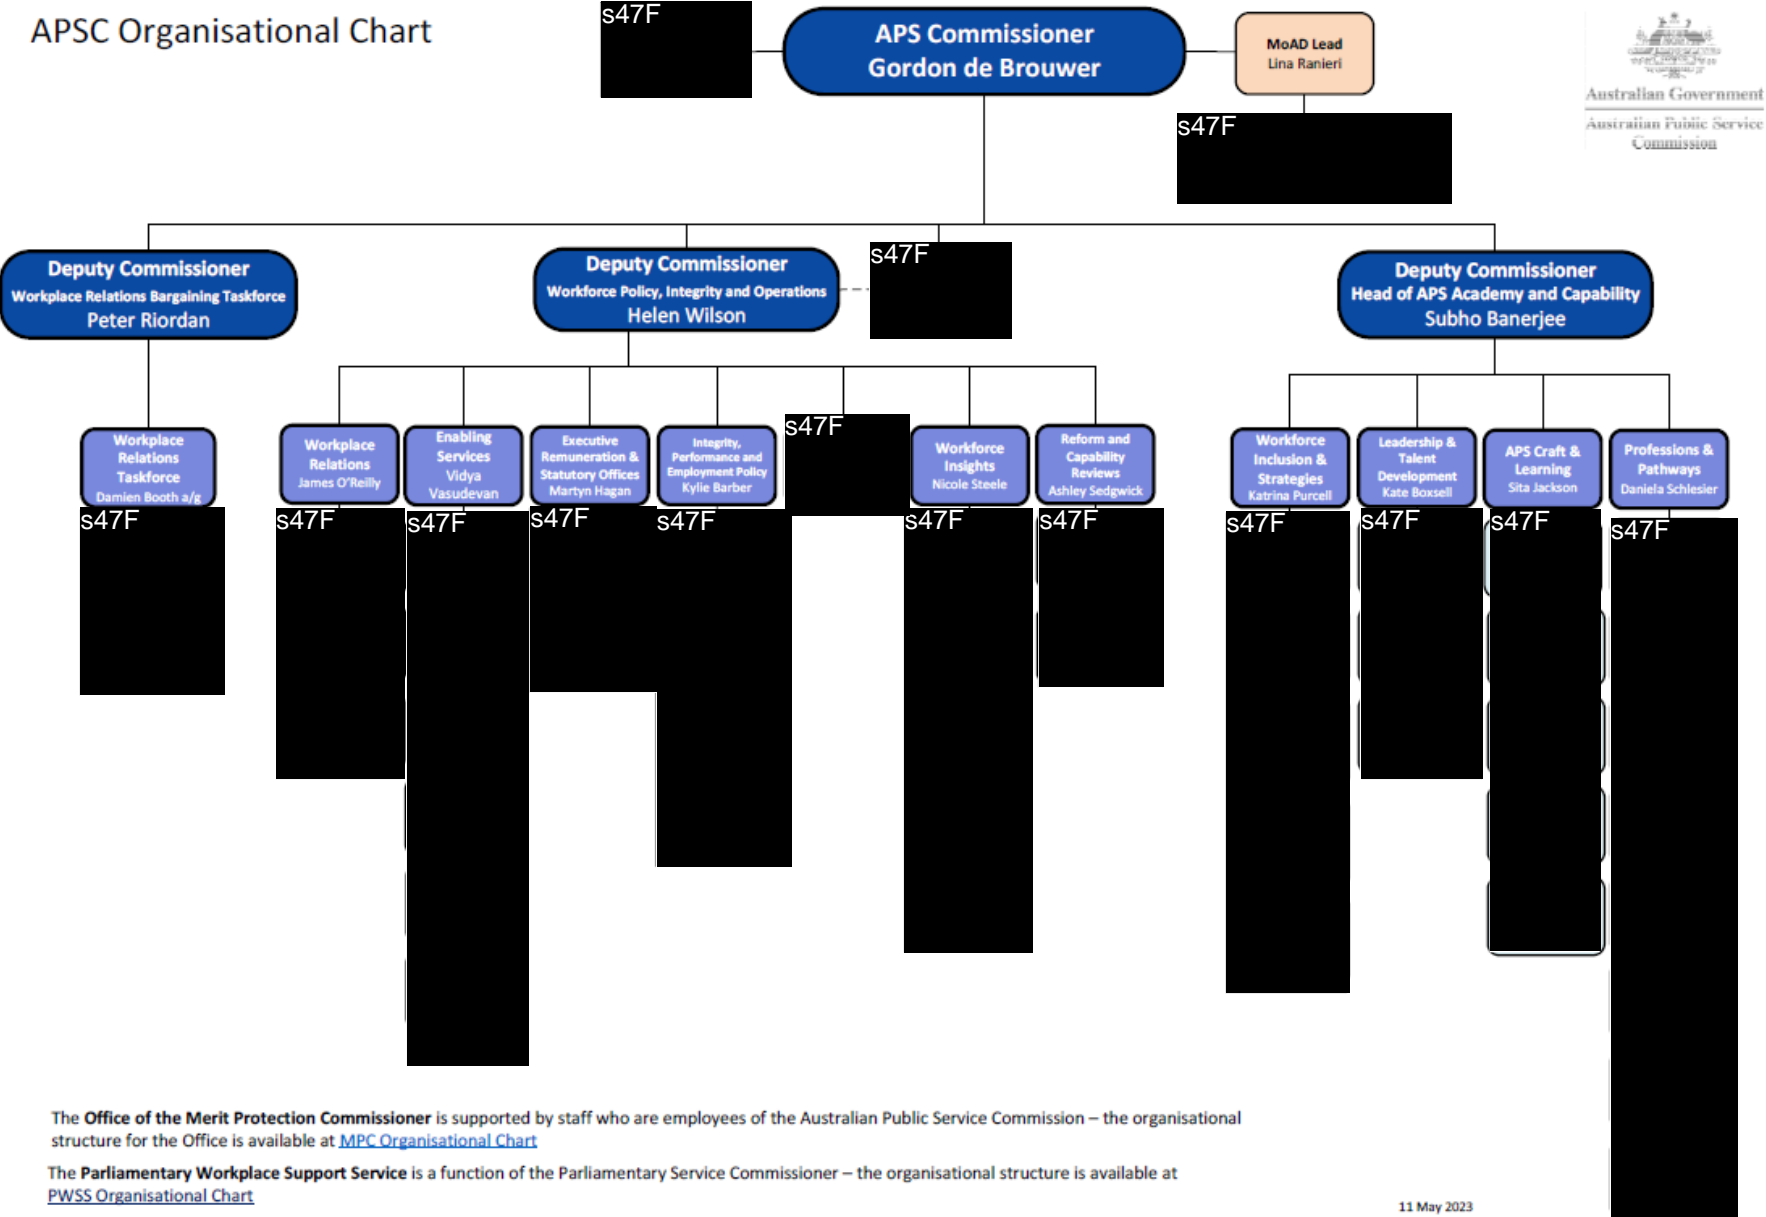 APSC Organisational Chart
s47F
APS Commissioner
Gordon de Brouwer
MoAD Lead
Lina Ranieri
Australian Government
Australian Public Service
Commission
s47F
Deputy Commissioner
Workplace Relations Bargaining Taskforce
Peter Riordan
Deputy Commissioner
Workforce Policy, Integrity and Operations
Helen Wilson
s47F
Deputy Commissioner
Head of APS Academy and Capability
Subho Banerjee
Workplace
Relations
Taskforce
Damien Booth a/g
s47F
Workplace
Relations
James O'Reilly
s47F
Enabling
Services
Vidya
Vasudevan
s47F
Executive
Remuneration &
Statutory Offices
Martyn Hagan
s47F
Integrity,
Performance and
Employment Policy
Kylie Barber
s47F
s47F
Workforce
Insights
Nicole Steele
s47F
Reform and
Capability
Reviews
Ashley Sedgwick
s47F
Workforce
Inclusion &
Strategies
Katrina Purcell
s47F
Leadership &
Talent
Development
Kate Boxsell
s47F
APS Craft &
Learning
Sita Jackson
s47F
Professions &
Pathways
Daniela Schlesier
s47F
The Office of the Merit Protection Commissioner is supported by staff who are employees of the Australian Public Service Commission – the organisational
structure for the Office is available at MPC Organisational Chart
The Parliamentary Workplace Support Service is a function of the Parliamentary Service Commissioner – the organisational structure is available at
PWSS Organisational Chart
11 May 2023